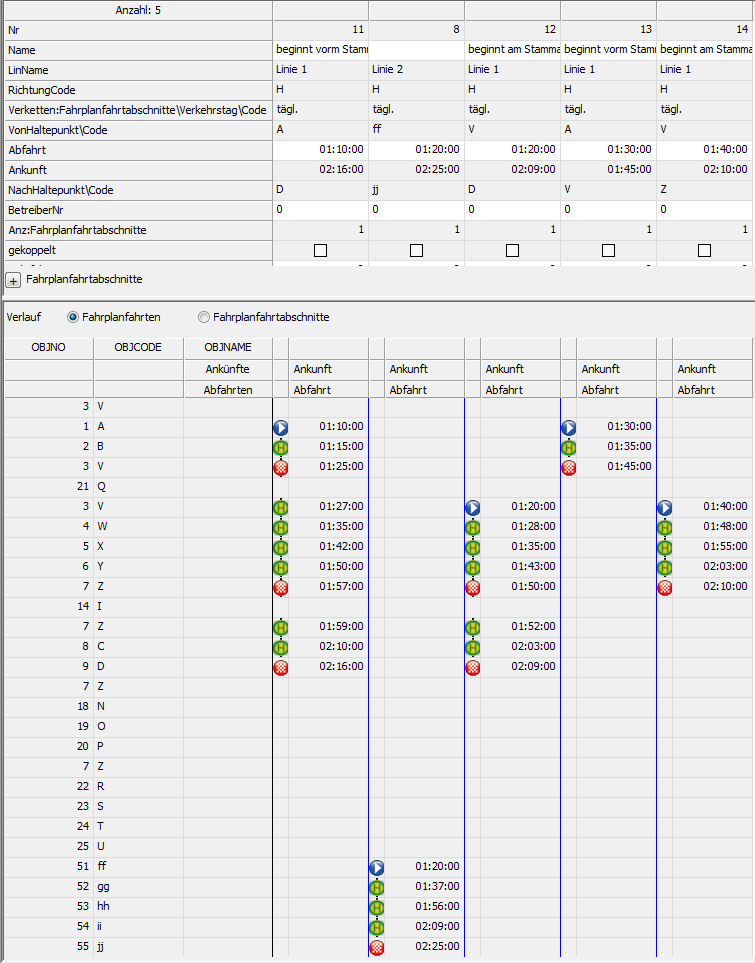 Anzahl: 5
Nr 11 8 12 13 14
Name beginnt vorm Stamm beginnt am Stamma beginnt vorm Stamm beginnt am Stamma
LinName Linie 1 Linie 2 Linie 1 Linie 1 Linie 1
RichtungCode H H H H H
Verketten:Fahrplanfahrtabschnitte\Verkehrstag\Code tägl. tägl. tägl. tägl. tägl.
VonHaltepunkt\Code A ff V A V
Abfahrt 01:10:00 01:20:00 01:20:00 01:30:00 01:40:00
Ankunft 02:16:00 02:25:00 02:09:00 01:45:00 02:10:00
NachHaltepunkt\Code D jj D V Z
BetreiberNr 0 0 0 0 0
Anz:Fahrplanfahrtabschnitte 1 1 1 1 1
gekoppelt
+ Fahrplanfahrtabschnitte
Verlauf Fahrplanfahrten Fahrplanfahrtabschnitte
OBJNO OBJCODE OBJNAME
Ankünfte Ankunft Ankunft Ankunft Ankunft Ankunft
Abfahrten Abfahrt Abfahrt Abfahrt Abfahrt Abfahrt
3 V
1 A 01:10:00 01:30:00
2 B H 01:15:00 H 01:35:00
3 V 01:25:00 01:45:00
21 Q
3 V H 01:27:00 01:20:00 01:40:00
4 W H 01:35:00 H 01:28:00 H 01:48:00
5 X H 01:42:00 H 01:35:00 H 01:55:00
6 Y H 01:50:00 H 01:43:00 H 02:03:00
7 Z 01:57:00 01:50:00 02:10:00
14 I
7 Z H 01:59:00 H 01:52:00
8 C H 02:10:00 H 02:03:00
9 D 02:16:00 02:09:00
7 Z
18 N
19 O
20 P
7 Z
22 R
23 S
24 T
25 U
51 ff 01:20:00
52 gg H 01:37:00
53 hh H 01:56:00
54 ii H 02:09:00
55 jj 02:25:00